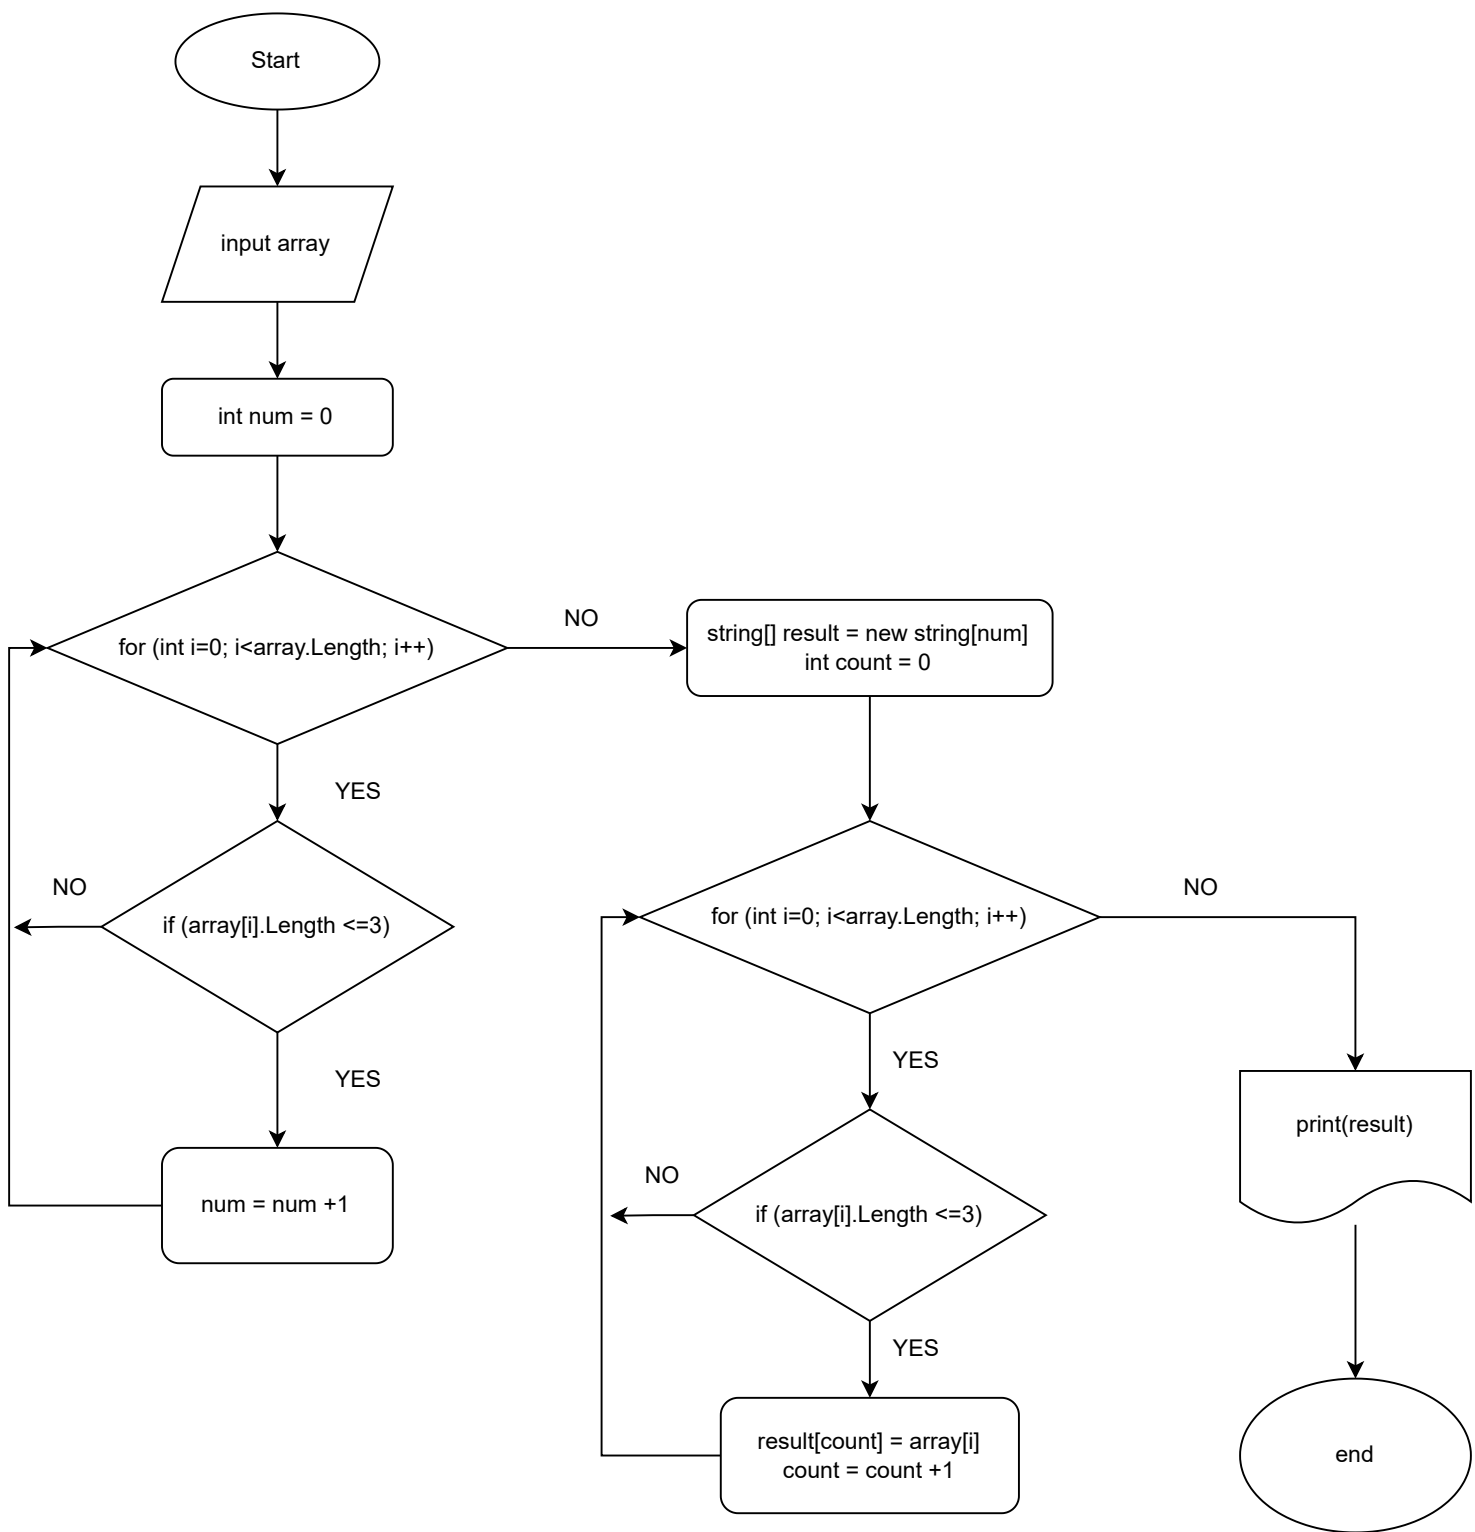 Start
input array
int num = 0
for (int i=0; i<array.Length; i++)
NO
string[] result = new string[num]
int count = 0
YES
NO
if (array[i].Length <=3)
YES
num = num +1
for (int i=0; i<array.Length; i++)
NO
YES
NO
if (array[i].Length <=3)
YES
result[count] = array[i]
count = count +1
print(result)
end